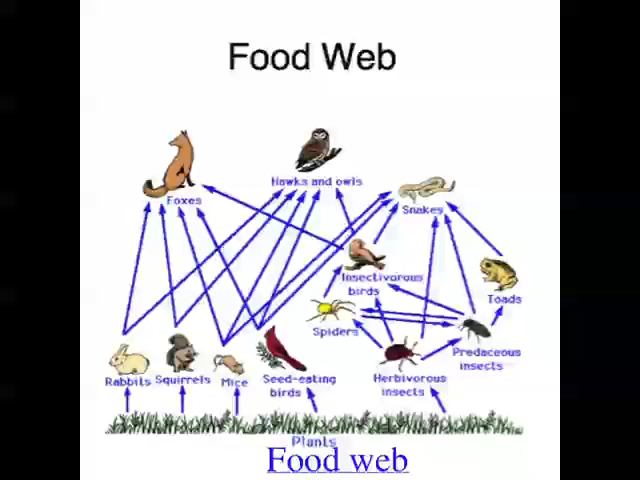 Food Web
Hawks and owls
Foxes
Snakes
Insectivorous
birds
Toads
Spiders
Predaceous
insects
Rabbits
Squirrels
Mice
Seed-eating
birds
Herbivorous
insects
Plants
Food web